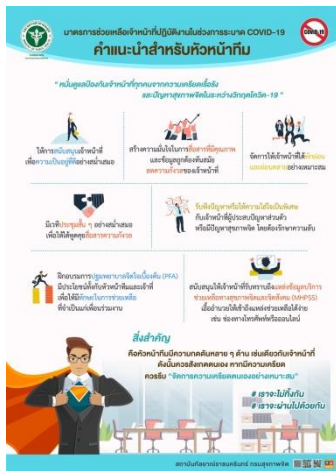 มาตรการช่วยเหลือเจ้าหน้าที่ปฏิบัติงานในช่วงการระบาด COVID-19
คำแนะนำสำหรับหัวหน้าทีม
COVID-19
" หมั่นดูแลป้องกันเจ้าหน้าที่ทุกคนจากความเครียดเรื้อรัง
และปัญหาสุขภาพจิตในระหว่างวิกฤตโควิด-19 "
ให้การสนับสนุนเจ้าหน้าที่
เพื่อความเป็นอยู่ที่ดีอย่างสม่ำเสมอ
สร้างความมั่นใจในการสื่อสารที่มีคุณภาพ
และข้อมูลถูกต้องทันสมัย
ลดความกังวลของเจ้าหน้าที่
จัดการให้เจ้าหน้าที่ได้พักผ่อน
และผ่อนคลายอย่างเหมาะสม
มีเวทีประชุมสั้น ๆ อย่างสม่ำเสมอ
เพื่อให้ได้พูดคุยสื่อสารความกังวล
รับฟังปัญหาหรือให้ความใส่ใจเป็นพิเศษ
กับเจ้าหน้าที่ผู้ประสบปัญหาส่วนตัว
หรือมีปัญหาสุขภาพจิต โดยต้องรักษาความลับ
ฝึกอบรมการปฐมพยาบาลจิตใจเบื้องต้น (PFA)
มีประโยชน์ทั้งกับหัวหน้าทีมและเจ้าหน้าที่
เพื่อให้มีทักษะในการช่วยเหลือ
ที่จำเป็นแก่เพื่อนร่วมงาน
สนับสนุนให้เจ้าหน้าที่รับทราบถึงแหล่งข้อมูลบริการ
ช่วยเหลือทางสุขภาพจิตและจิตสังคม (MHPSS)
เอื้ออำนวยให้เข้าถึงแหล่งช่วยเหลือได้ง่าย
เช่น ช่องทางโทรศัพท์หรือออนไลน์
สิ่งสำคัญ
คือหัวหน้าทีมมีความกดดันหลาย ๆ ด้าน เช่นเดียวกับเจ้าหน้าที่
ดังนั้นควรสังเกตตนเอง หากมีความเครียด
ควรรีบ "จัดการความเครียดตนเองอย่างเหมาะสม"
# เราจะไม่ทิ้งกัน
# เราจะผ่านไปด้วยกัน
สถาบันกัลยาณ์ราชนครินทร์ กรมสุขภาพจิต